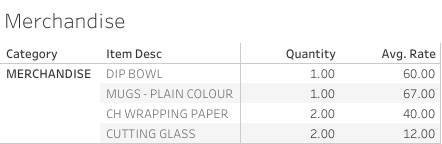 Merchandise
Category Item Desc Quantity Avg. Rate
MERCHANDISE DIP BOWL 1.00 60.00
MUGS - PLAIN COLOUR 1.00 67.00
CH WRAPPING PAPER 2.00 40.00
CUTTING GLASS 2.00 12.00